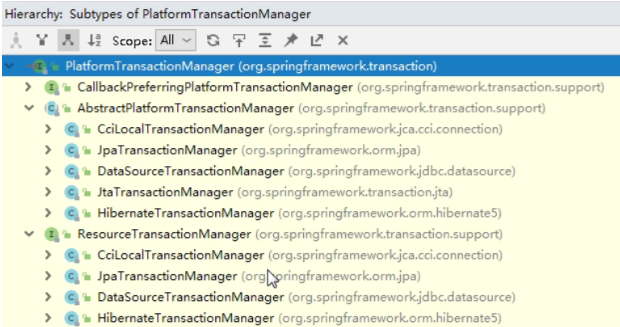 Hierarchy: Subtypes of PlatformTransactionManager
Scope: All
PlatformTransactionManager (org.springframework.transaction)
CallbackPreferringPlatformTransactionManager (org.springframework.transaction.support)
AbstractPlatformTransactionManager (org.springframework.transaction.support)
CciLocalTransactionManager (org.springframework.jca.cci.connection)
JpaTransactionManager (org.springframework.orm.jpa)
DataSourceTransactionManager (org.springframework.jdbc.datasource)
JtaTransactionManager (org.springframework.transaction.jta)
HibernateTransactionManager (org.springframework.orm.hibernate5)
ResourceTransactionManager (org.springframework.transaction.support)
CciLocalTransactionManager (org.springframework.jca.cci.connection)
JpaTransactionManager (org.springframework.orm.jpa)
DataSourceTransactionManager (org.springframework.jdbc.datasource)
HibernateTransactionManager (org.springframework.orm.hibernate5)